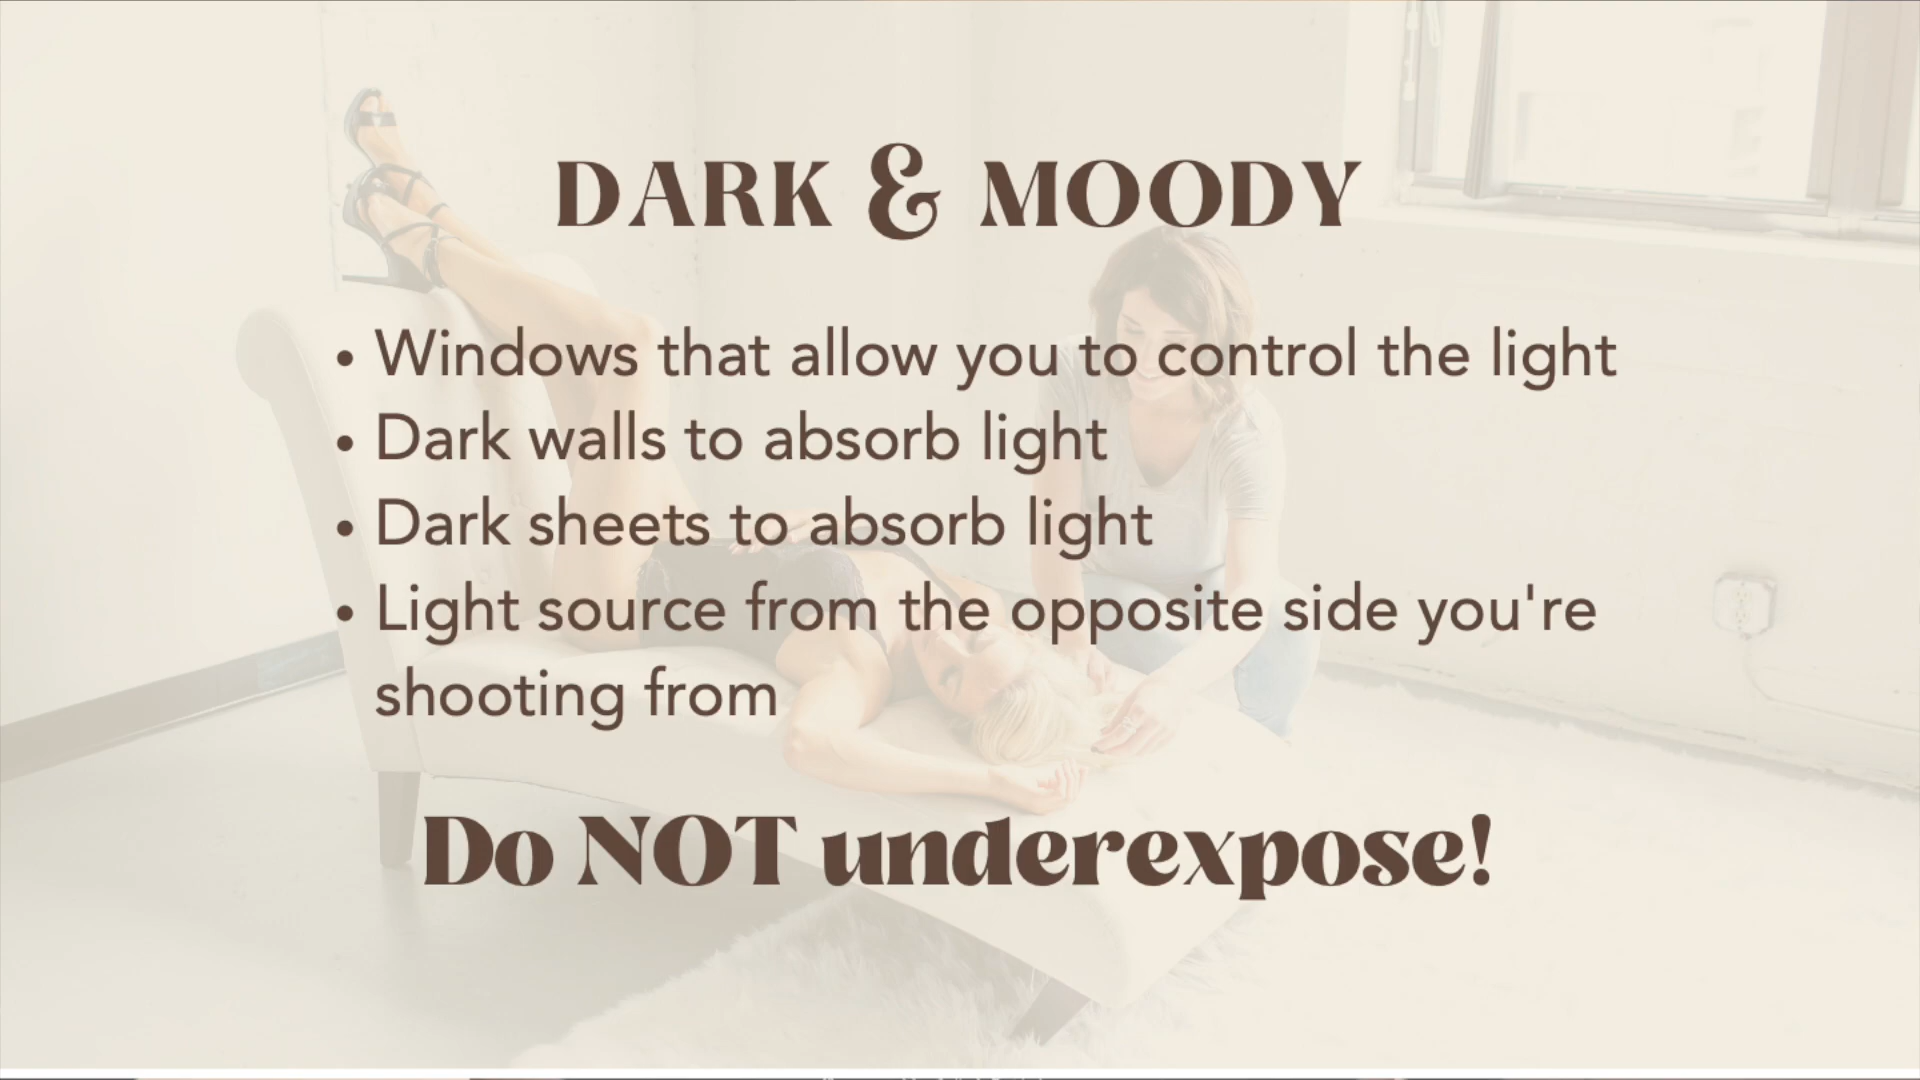 DARK & MOODY
• Windows that allow you to control the light
• Dark walls to absorb light
• Dark sheets to absorb light
• Light source from the opposite side you're
shooting from
Do NOT underexpose!